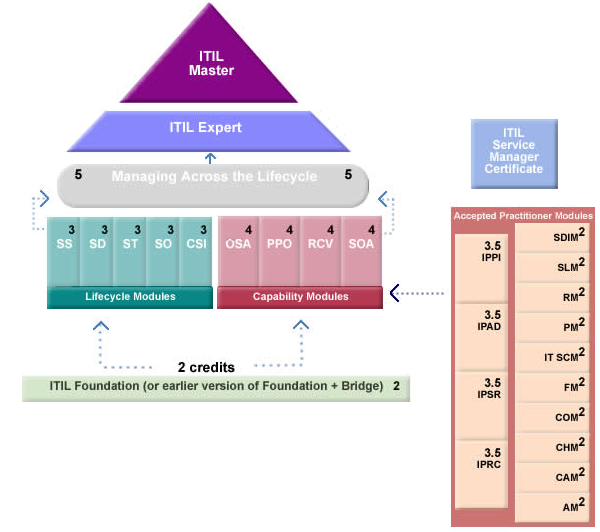 ITIL
Master
ITIL Expert
5 Managing Across the Lifecycle 5
3 3 3 3 3
SS SD ST SO CSI
4 4 4 4
OSA PPO RCV SOA
Lifecycle Modules
Capability Modules
2 credits
ITIL Foundation (or earlier version of Foundation + Bridge) 2
ITIL
Service
Manager
Certificate
Accepted Practitioner Modules
3.5
IPPI
3.5
IPAD
3.5
IPSR
3.5
IPRC
SDIM2
SLM2
RM2
PM2
IT SCM2
FM2
COM2
CHM2
CAM2
AM2